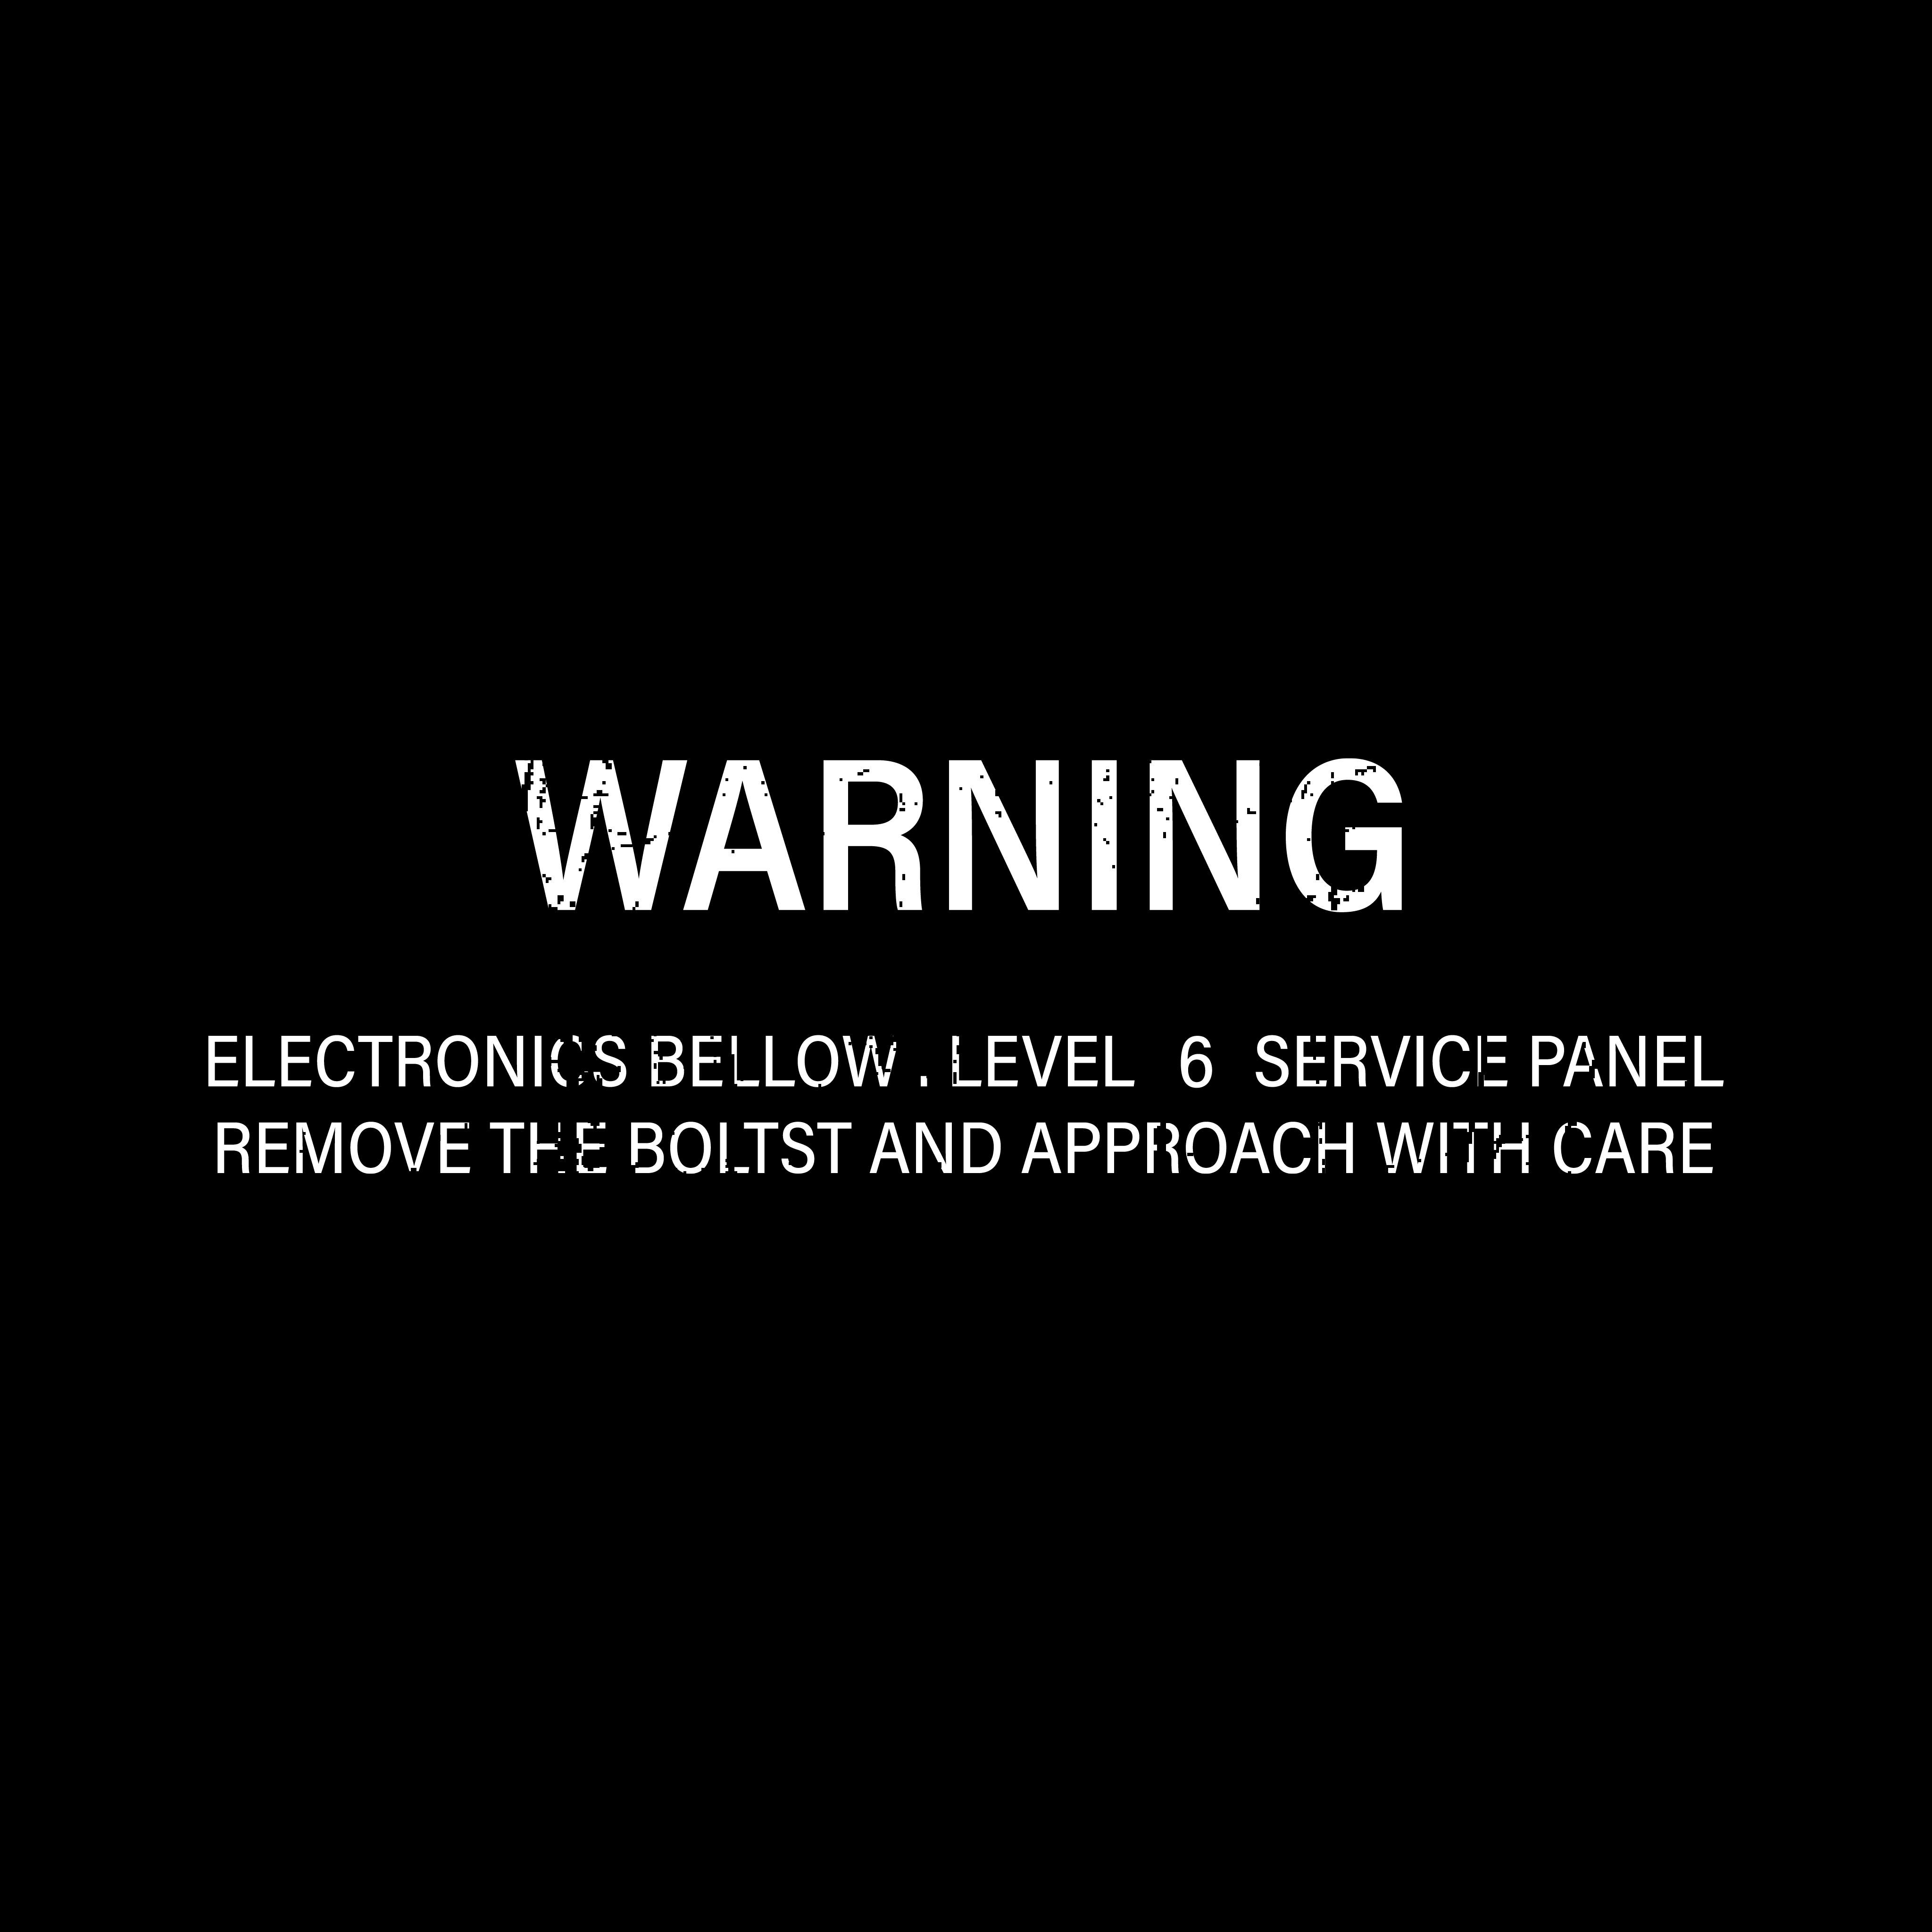 WARNING
ELECTRONICS BELLOW . LEVEL 6 SERVICE PANEL
REMOVE THE BOLTST AND APPROACH WITH CARE